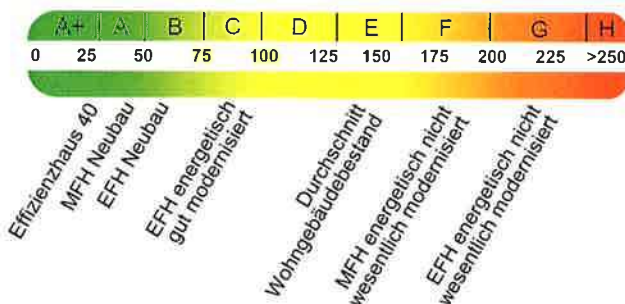 A+ A B C D E F G H
0 25 50 75 100 125 150 175 200 225 >250
Effizienzhaus 40
MFH Neubau
EFH Neubau
EFH energetisch
gut modernisiert
Durchschnitt
Wohngebäudebestand
MFH energetisch nicht
wesentlich modernisiert
EFH energetisch nicht
wesentlich modernisiert